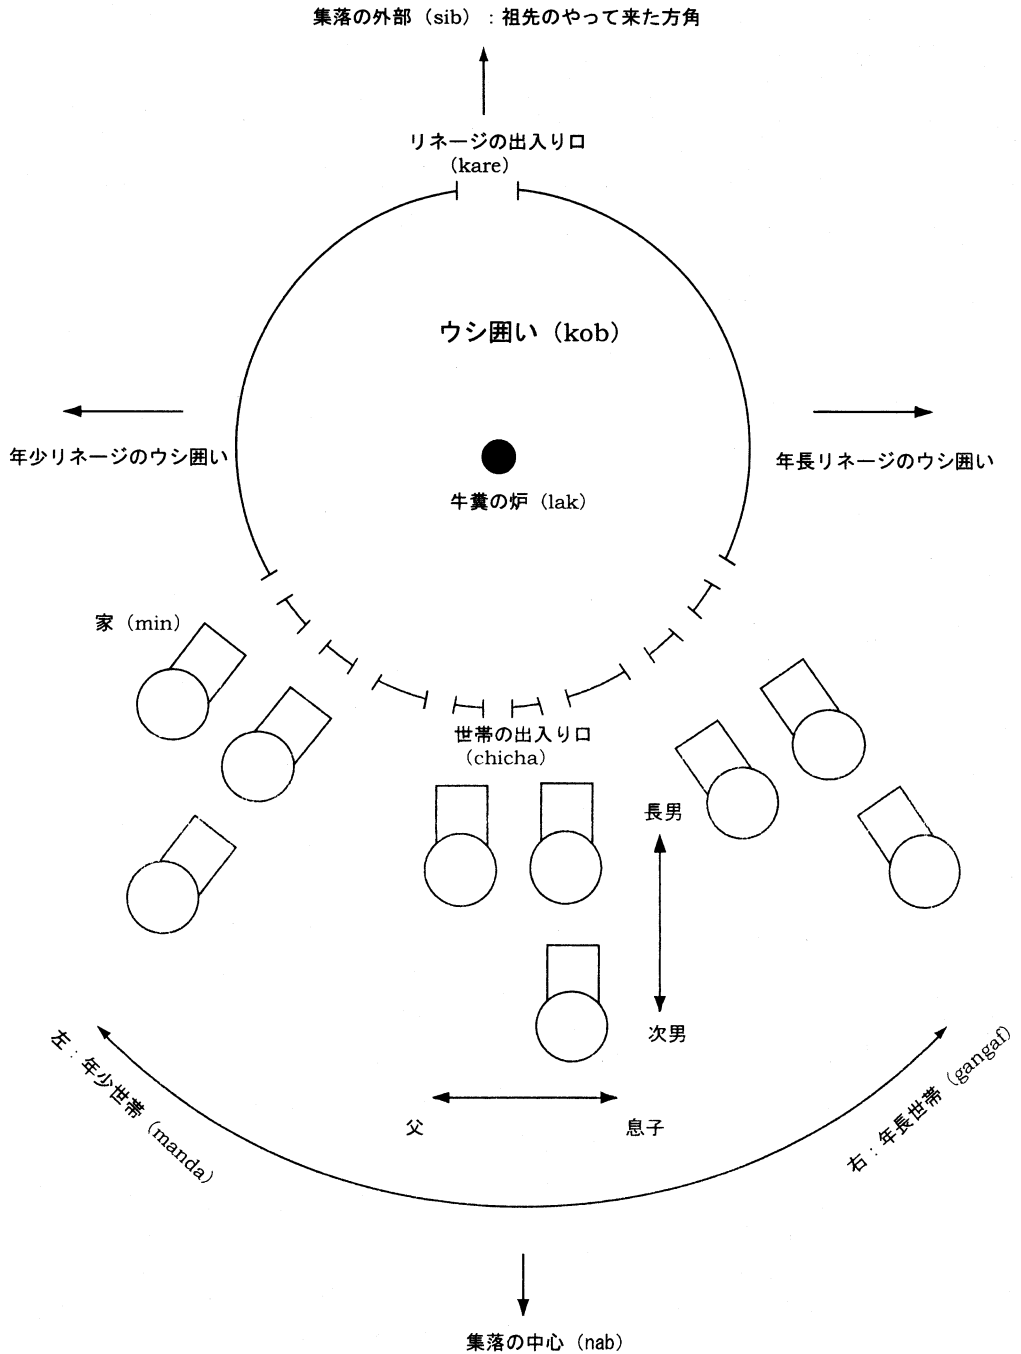 集落の外部（sib）：祖先のやって来た方角
リネージの出入り口
（kare）
ウシ囲い（kob）
年少リネージのウシ囲い
年長リネージのウシ囲い
牛糞の炉（lak）
家（min）
世帯の出入り口
（chicha）
長男
次男
父
息子
左：年少世帯（manda）
右：年長世帯（gangaf）
集落の中心（nab）